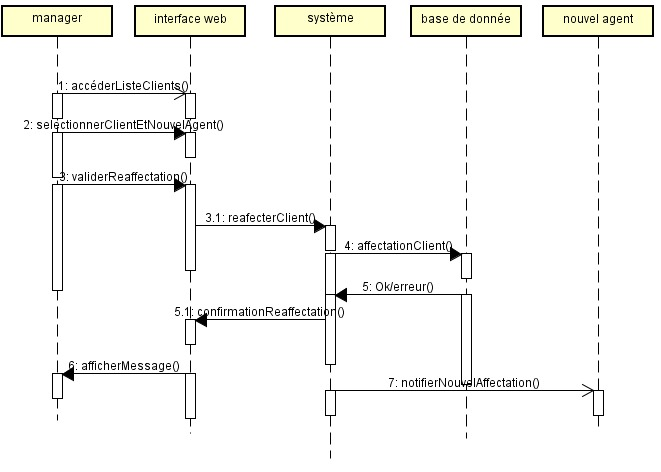 manager
interface web
système
base de donnée
nouvel agent
1: accéderListeClients()
2: selectionnerClientEtNouvelAgent()
3: validerReaffectation()
3.1: reafecterClient()
4: affectationClient()
5: Ok/erreur()
5.1: confirmationReaffectation()
6: afficherMessage()
7: notifierNouvelAffectation()